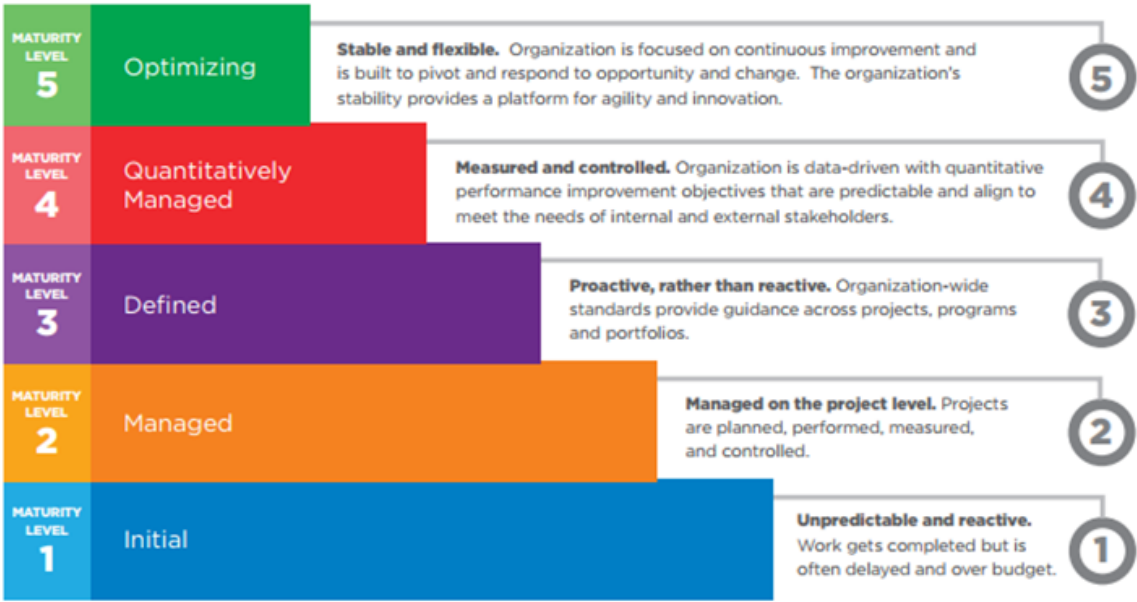 MATURITY
LEVEL
5
Optimizing
Stable and flexible. Organization is focused on continuous improvement and
is built to pivot and respond to opportunity and change. The organization's
stability provides a platform for agility and innovation.
5
MATURITY
LEVEL
4
Quantitatively
Managed
Measured and controlled. Organization is data-driven with quantitative
performance improvement objectives that are predictable and align to
meet the needs of internal and external stakeholders.
4
MATURITY
LEVEL
3
Defined
Proactive, rather than reactive. Organization-wide
standards provide guidance across projects, programs
and portfolios.
3
MATURITY
LEVEL
2
Managed
Managed on the project level. Projects
are planned, performed, measured,
and controlled.
2
MATURITY
LEVEL
1
Initial
Unpredictable and reactive.
Work gets completed but is
often delayed and over budget.
1